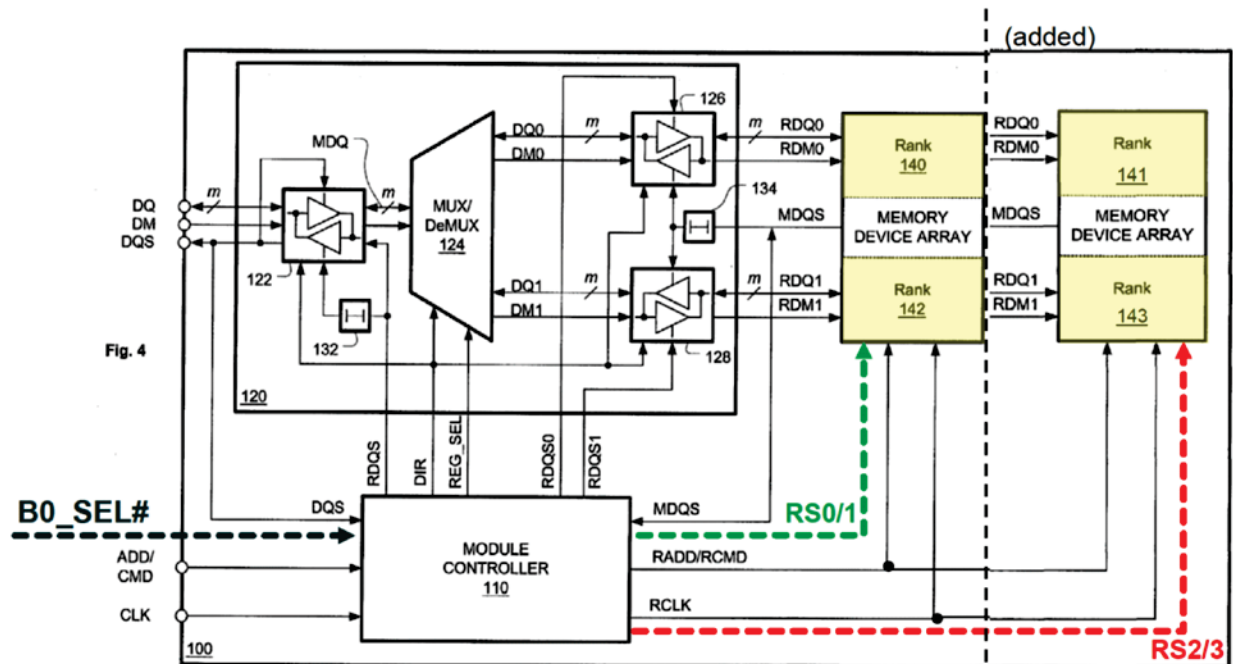 (added)
126
DQ0
m
m
RDQ0
RDQ0
MDQ
DM0
RDM0
RDM0
Rank
140
Rank
141
m
m
134
DQ
DM
DQS
MUX/
DeMUX
124
MDQS
MEMORY
DEVICE ARRAY
MDQS
MEMORY
DEVICE ARRAY
122
DQ1
m
m
RDQ1
RDQ1
DM1
RDM1
RDM1
Rank
142
Rank
143
132
128
Fig. 4
120
RDQS
DIR
REG_SEL
RDQS0
RDQS1
B0_SEL#
DQS
MDQS
RS0/1
ADD/
CMD
MODULE
CONTROLLER
110
RADD/RCMD
CLK
RCLK
100
RS2/3